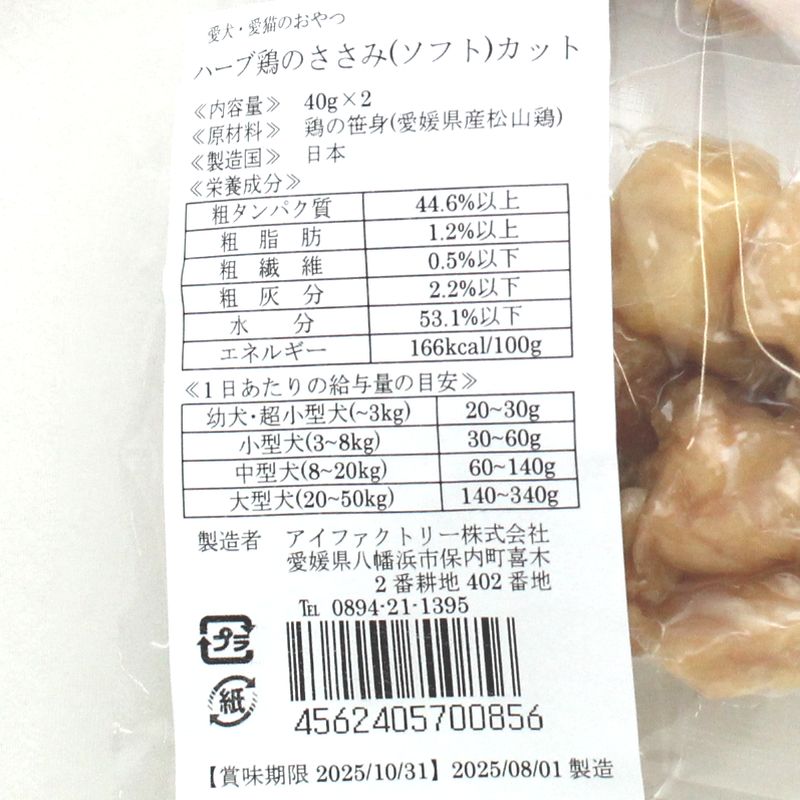 愛犬・愛猫のおやつ
ハーブ鶏のささみ(ソフト)カット
≪内容量≫ 40g×2
≪原材料≫ 鶏の笹身(愛媛県産松山鶏)
≪製造国≫ 日本
≪栄養成分≫
粗タンパク質 44.6%以上
粗脂肪 1.2%以上
粗繊維 0.5%以下
粗灰分 2.2%以下
水分 53.1%以下
エネルギー 166kcal/100g
≪1日あたりの給与量の目安≫
幼犬・超小型犬(~3kg) 20~30g
小型犬(3~8kg) 30~60g
中型犬(8~20kg) 60~140g
大型犬(20~50kg) 140~340g
製造者 アイファクトリー株式会社
愛媛県八幡浜市保内町喜木
2番耕地402番地
℡ 0894-21-1395
プラ
紙
4562405700856
【賞味期限 2025/10/31】2025/08/01 製造